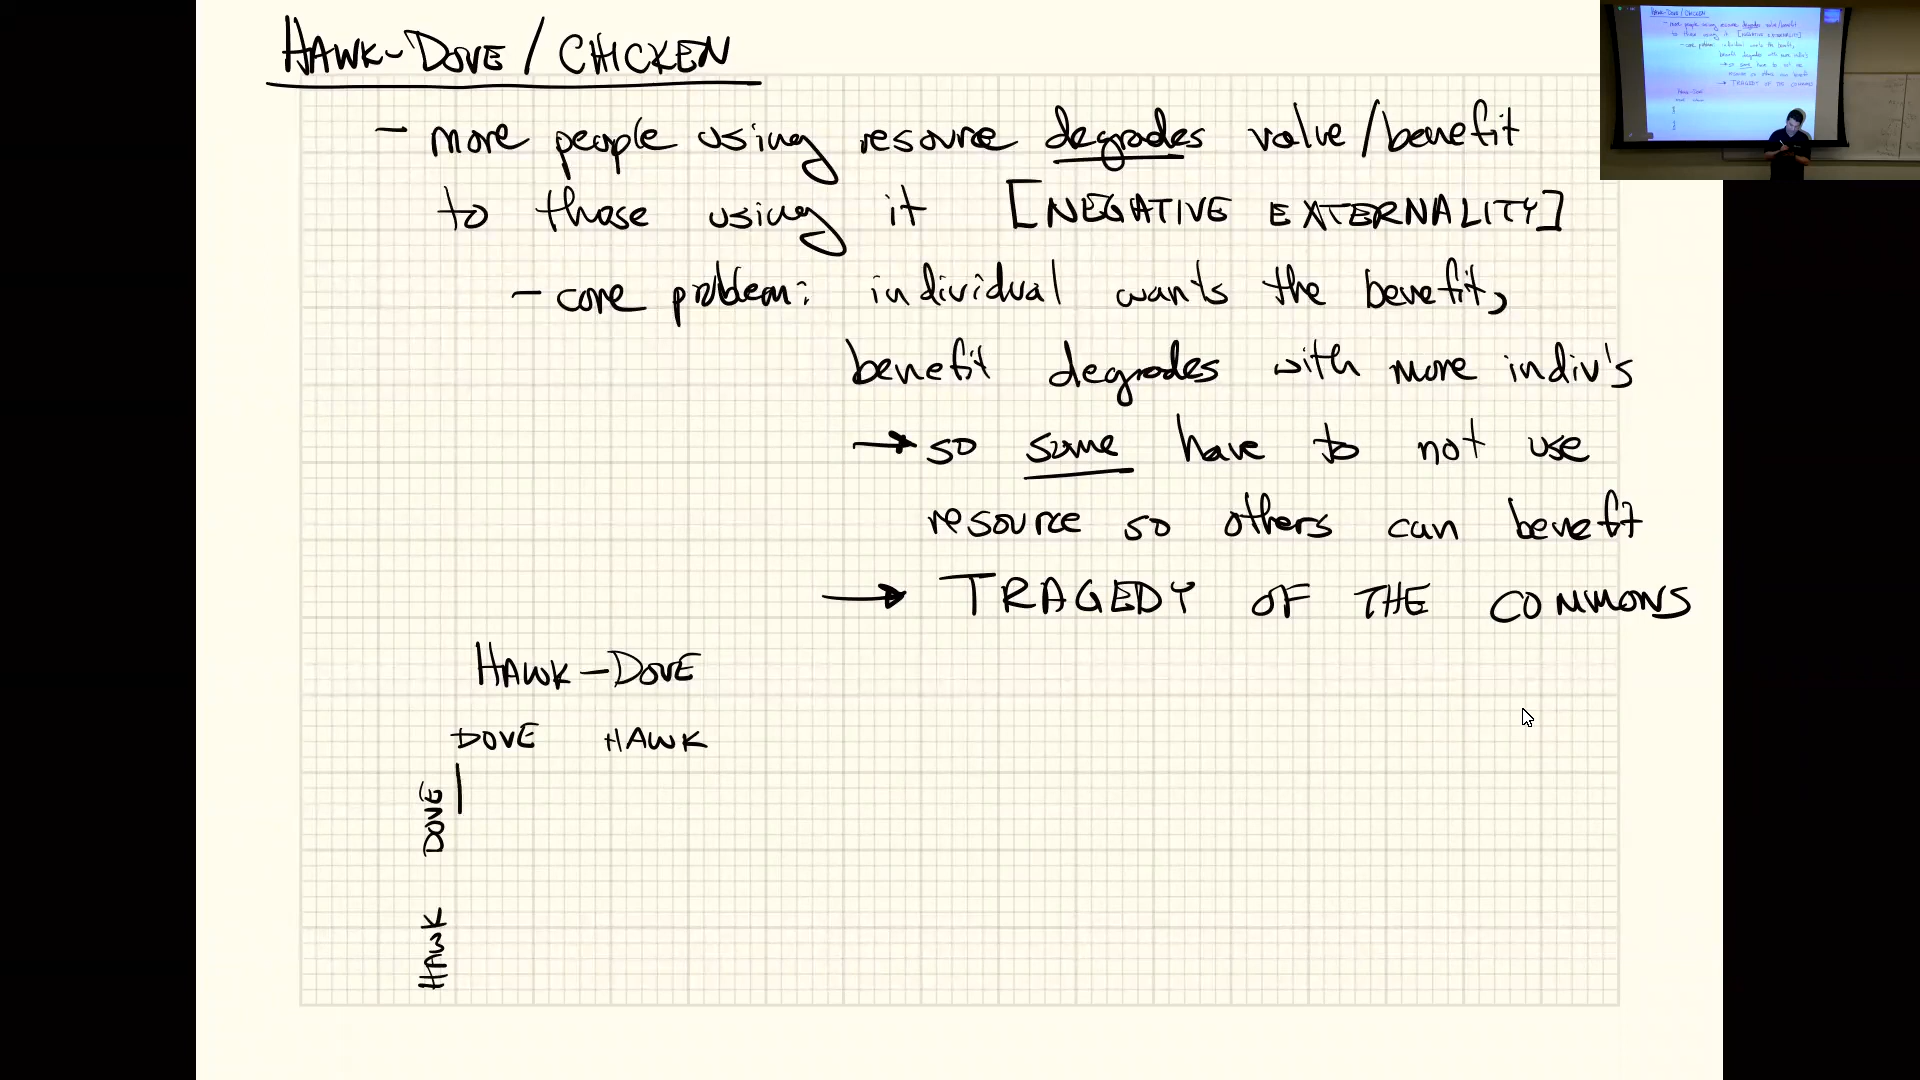 HAWK-DOVE / CHICKEN
- more people using resource degrades value/benefit
to those using it [NEGATIVE EXTERNALITY]
- core problem: individual wants the benefit,
benefit degrades with more indiv's
→ so some have to not use
resource so others can benefit
→ TRAGEDY OF THE COMMONS
HAWK-DOVE
DOVE HAWK
DOVE
HAWK